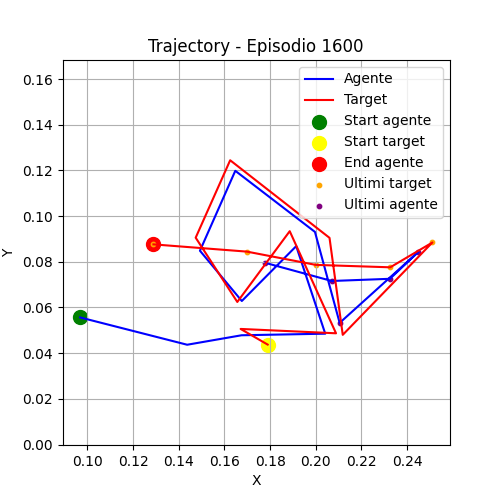 Trajectory - Episodio 1600
Agente
Target
Start agente
Start target
End agente
Ultimi target
Ultimi agente
Y
0.16
0.14
0.12
0.10
0.08
0.06
0.04
0.02
0.00
0.10 0.12 0.14 0.16 0.18 0.20 0.22 0.24
X